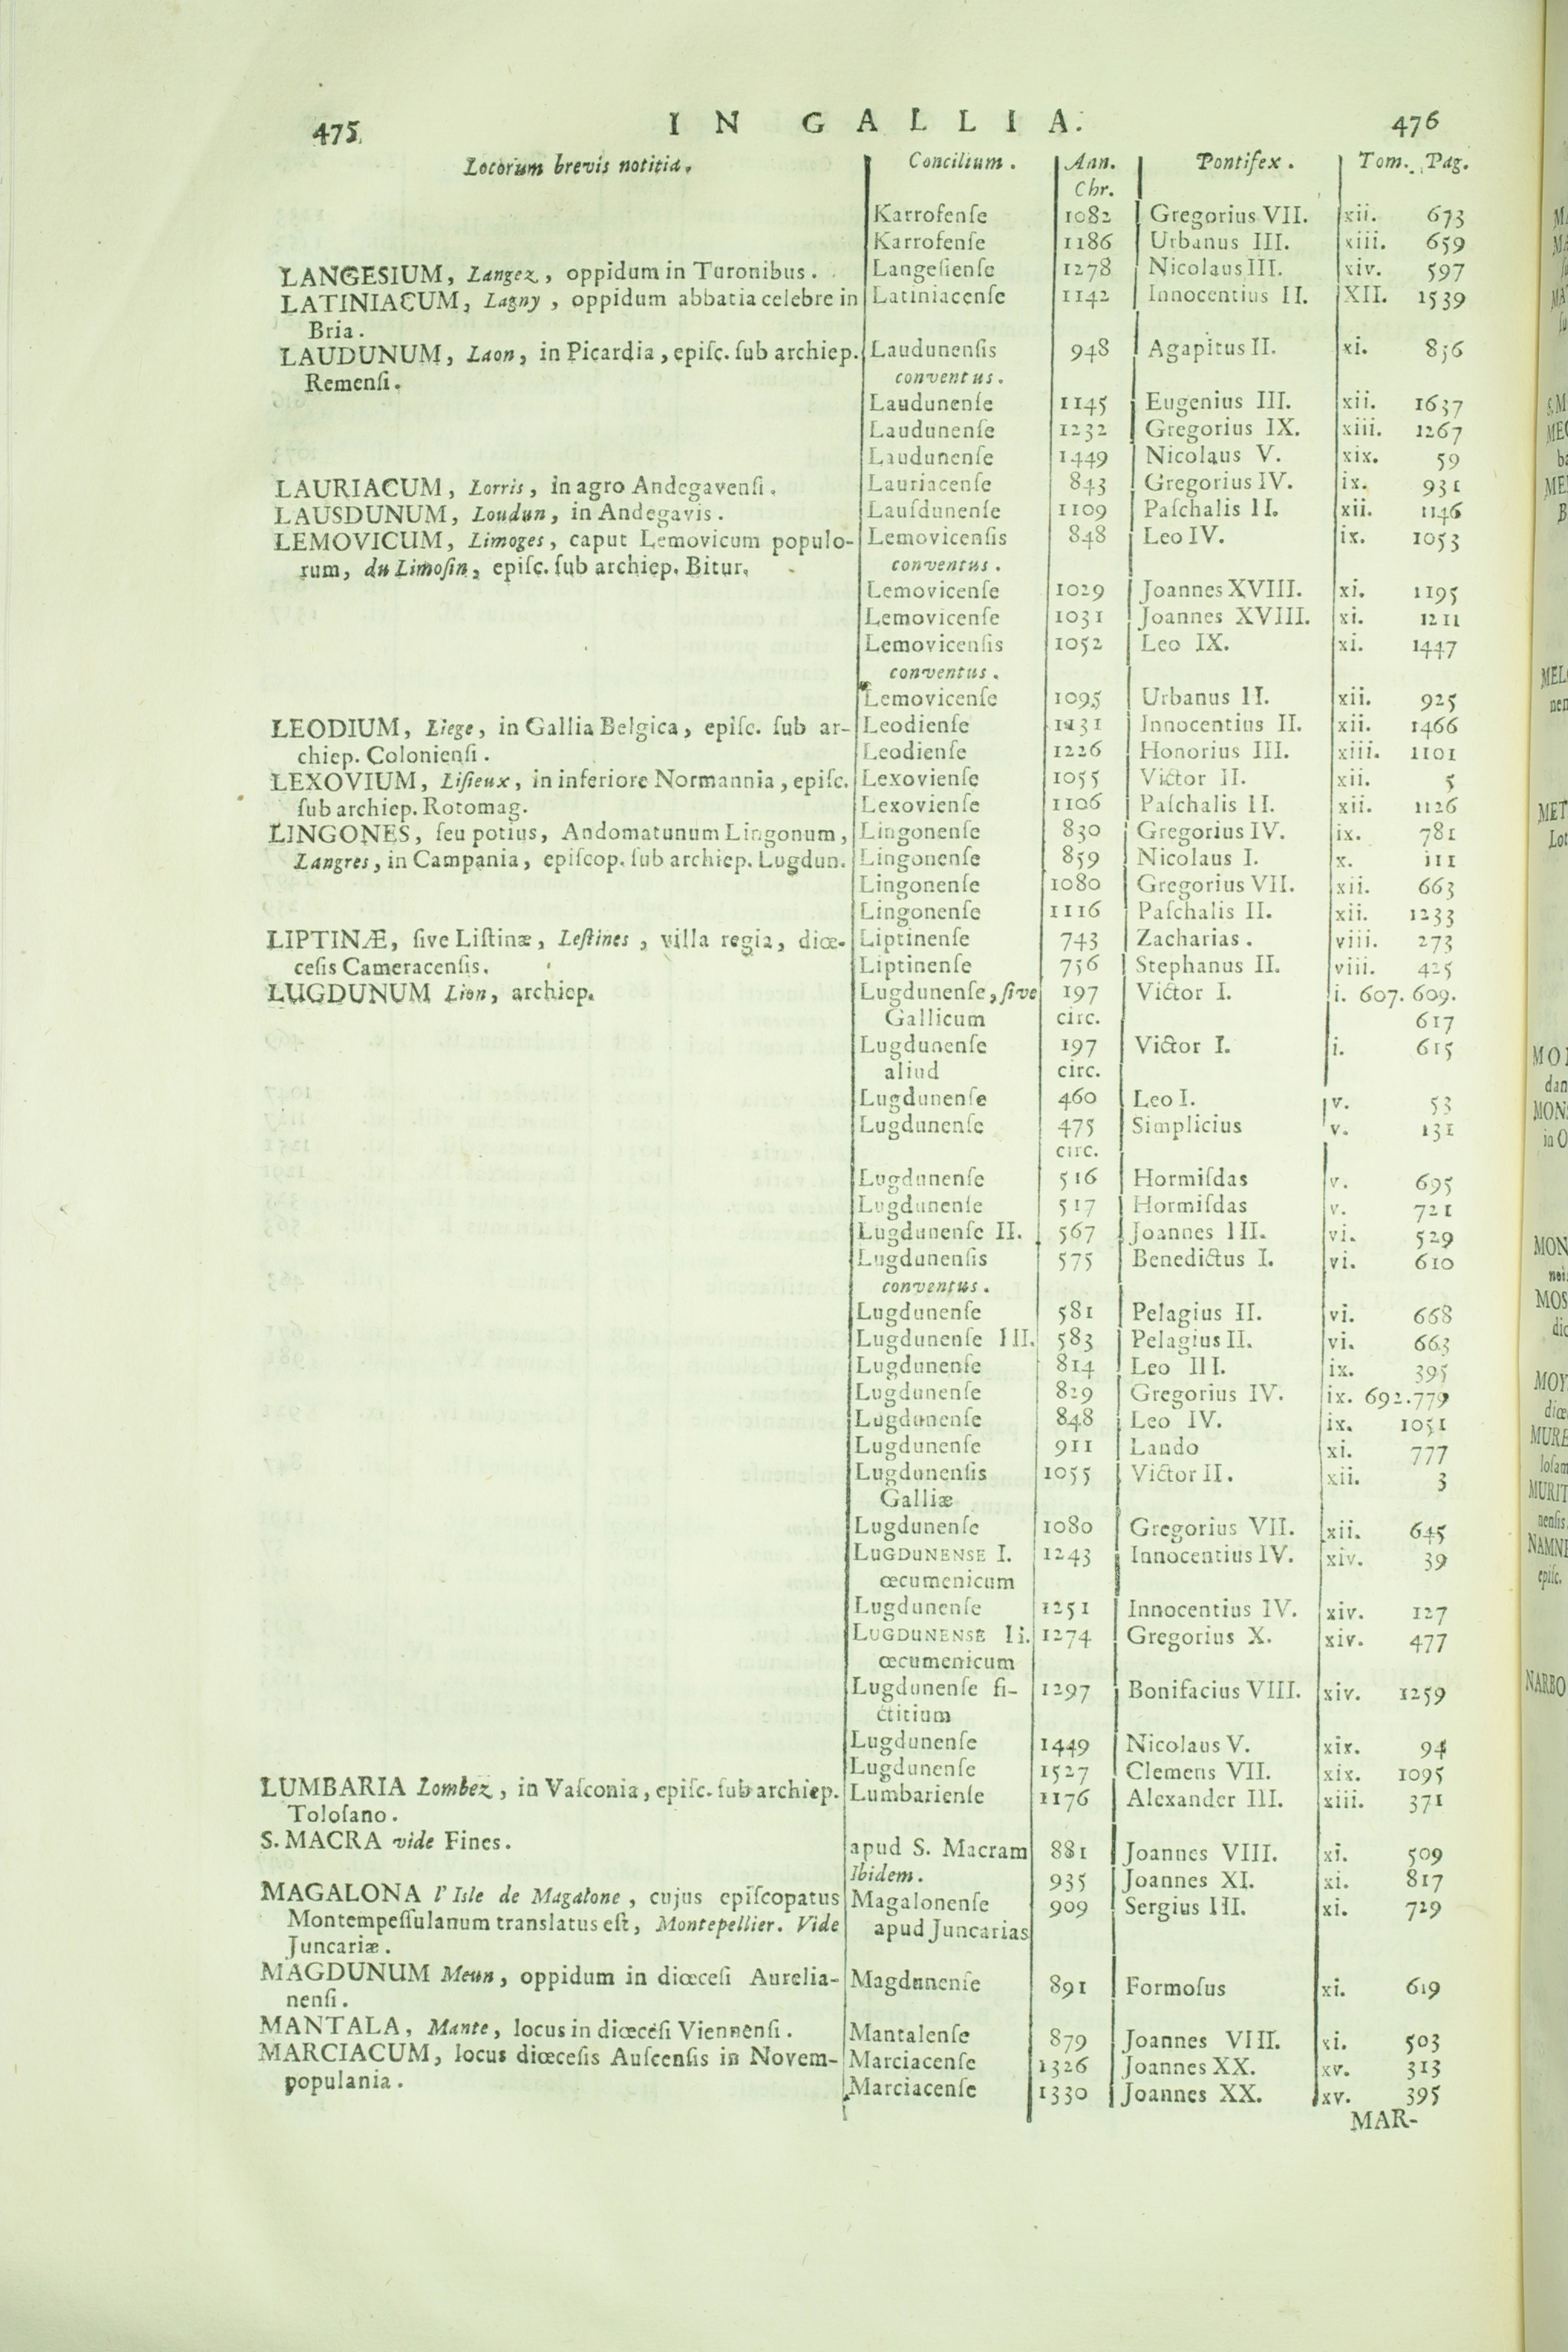 475. IN GALLIA. 476
Locorum brevis notitia. Concilium. Ann. Pontifex. Tom. Pag.
Chr.
Karrofenſe 1082 Gregorius VII. xii. 673
Karrofenſe 1186 Urbanus III. xiii. 659
LANGESIUM, Langez, oppidum in Turonibus. Langeſienſe 1278 Nicolaus III. xiv. 597
LATINIACUM, Lagny, oppidum abbatia celebre in Latiniacenſe 1142 Innocentius II. XII. 1539
Bria.
LAUDUNUM, Laon, in Picardia, epiſc. ſub archiep. Laudunenſis 948 Agapitus II. xi. 856
Remenſi. conventus.
Laudunenſe 1145 Eugenius III. xii. 1637
Laudunenſe 1232 Gregorius IX. xiii. 1267
Laudunenſe 1449 Nicolaus V. xix. 59
LAURIACUM, Lorris, in agro Andegavenſi. Lauriacenſe 843 Gregorius IV. ix. 931
LAUSDUNUM, Loudun, in Andegavis. Lauſdunenſe 1109 Paſchalis II. xii. 1146
LEMOVICUM, Limoges, caput Lemovicum populo- Lemovicenſis 848 Leo IV. ix. 1053
rum, du Limoſin, epiſc. ſub archiep. Bitur. conventus.
Lemovicenſe 1029 Joannes XVIII. xi. 1195
Lemovicenſe 1031 Joannes XVIII. xi. 1211
Lemovicenſis 1052 Leo IX. xi. 1447
conventus.
Lemovicenſe 1095 Urbanus II. xii. 925
LEODIUM, Liege, in Gallia Belgica, epiſc. ſub ar- Leodienſe 1131 Innocentius II. xii. 1466
chiep. Colonienſi. Leodienſe 1226 Honorius III. xiii. 1101
LEXOVIUM, Liſieux, in inferiore Normannia, epiſc. Lexovienſe 1055 Victor II. xii. 5
ſub archiep. Rotomag. Lexovienſe 1106 Paſchalis II. xii. 1126
LINGONES, ſeu potius, Andomatunum Lingonum, Lingonenſe 830 Gregorius IV. ix. 781
Langres, in Campania, epiſcop. ſub archiep. Lugdun. Lingonenſe 859 Nicolaus I. x. 111
Lingonenſe 1080 Gregorius VII. xii. 663
Lingonenſe 1116 Paſchalis II. xii. 1233
LIPTINÆ, ſive Liſtinæ, Leſtines, villa regia, diœ- Liptinenſe 743 Zacharias. viii. 273
ceſis Cameracenſis. Liptinenſe 756 Stephanus II. viii. 425
LUGDUNUM Lion, archiep. Lugdunenſe, ſive 197 Victor I. i. 607. 609.
Gallicum circ. 617
Lugdunenſe 197 Victor I. i. 615
aliud circ.
Lugdunenſe 460 Leo I. v. 53
Lugdunenſe 475 Simplicius v. 131
circ.
Lugdunenſe 516 Hormiſdas v. 695
Lugdunenſe 517 Hormiſdas v. 721
Lugdunenſe II. 567 Joannes III. vi. 529
Lugdunenſis 575 Benedictus I. vi. 610
conventus.
Lugdunenſe 581 Pelagius II. vi. 668
Lugdunenſe III. 583 Pelagius II. vi. 663
Lugdunenſe 814 Leo III. ix. 395
Lugdunenſe 829 Gregorius IV. ix. 692.779
Lugdunenſe 848 Leo IV. ix. 1051
Lugdunenſe 911 Lando xi. 777
Lugdunenſis 1055 Victor II. xii. 3
Galliæ
Lugdunenſe 1080 Gregorius VII. xii. 645
LUGDUNENSE I. 1243 Innocentius IV. xiv. 39
œcumenicum
Lugdunenſe 1251 Innocentius IV. xiv. 127
LUGDUNENSE Ii. 1274 Gregorius X. xiv. 477
œcumenicum
Lugdunenſe fi- 1297 Bonifacius VIII. xiv. 1259
ctitium
Lugdunenſe 1449 Nicolaus V. xix. 94
Lugdunenſe 1527 Clemens VII. xix. 1095
LUMBARIA Lombez, in Vaſconia, epiſc. ſub archiep. Lumbarienſe 1176 Alexander III. xiii. 371
Toloſano.
S. MACRA vide Fines. apud S. Macram 881 Joannes VIII. xi. 509
Ibidem. 935 Joannes XI. xi. 817
MAGALONA l'Isle de Magalone, cujus epiſcopatus Magalonenſe 909 Sergius III. xi. 729
Montempeſſulanum translatus eſt, Montepellier. Vide apud Juncarias
Juncariæ.
MAGDUNUM Meun, oppidum in diœceſi Aurelia- Magdunenſe 891 Formoſus xi. 619
nenſi.
MANTALA, Mante, locus in diœceſi Viennenſi. Mantalenſe 879 Joannes VIII. xi. 503
MARCIACUM, locus diœceſis Auſcenſis in Novem- Marciacenſe 1326 Joannes XX. xv. 313
populania. Marciacenſe 1330 Joannes XX. xv. 395
MAR-